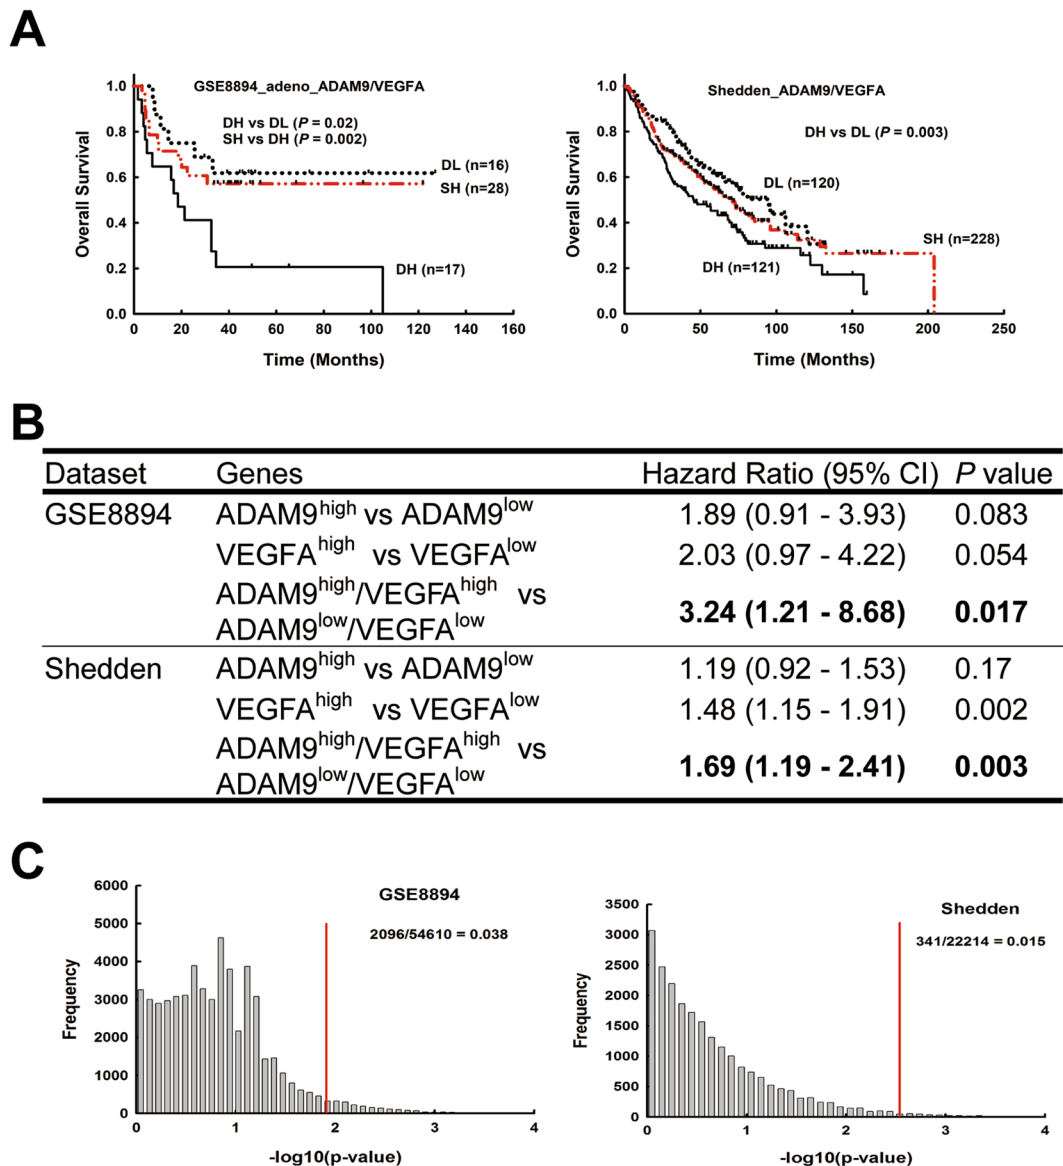 A
GSE8894_adeno_ADAM9/VEGFA
DH vs DL (P = 0.02)
SH vs DH (P = 0.002)
DL (n=16)
SH (n=28)
DH (n=17)
Overall Survival
1.0
0.8
0.6
0.4
0.2
0.0
0 20 40 60 80 100 120 140 160
Time (Months)
Shedden_ADAM9/VEGFA
DH vs DL (P = 0.003)
DL (n=120)
SH (n=228)
DH (n=121)
Overall Survival
1.0
0.8
0.6
0.4
0.2
0.0
0 50 100 150 200 250
Time (Months)
B
Dataset Genes Hazard Ratio (95% CI) P value
GSE8894 ADAM9high vs ADAM9low 1.89 (0.91 - 3.93) 0.083
VEGFAhigh vs VEGFAlow 2.03 (0.97 - 4.22) 0.054
ADAM9high/VEGFAhigh vs
ADAM9low/VEGFAlow 3.24 (1.21 - 8.68) 0.017
Shedden ADAM9high vs ADAM9low 1.19 (0.92 - 1.53) 0.17
VEGFAhigh vs VEGFAlow 1.48 (1.15 - 1.91) 0.002
ADAM9high/VEGFAhigh vs
ADAM9low/VEGFAlow 1.69 (1.19 - 2.41) 0.003
C
GSE8894
2096/54610 = 0.038
Frequency
6000
5000
4000
3000
2000
1000
0
0 1 2 3 4
-log10(p-value)
Shedden
341/22214 = 0.015
Frequency
3500
3000
2500
2000
1500
1000
500
0
0 1 2 3 4
-log10(p-value)